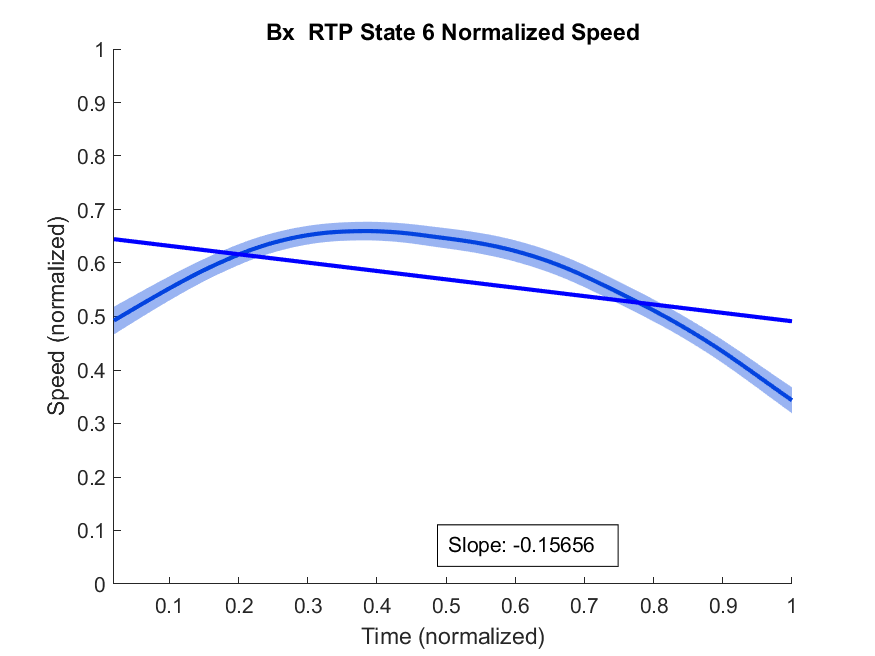 Bx  RTP State 6 Normalized Speed
1
0.9
0.8
0.7
0.6
0.5
0.4
0.3
0.2
0.1
0
Speed (normalized)
Slope: -0.15656
0.1 0.2 0.3 0.4 0.5 0.6 0.7 0.8 0.9 1
Time (normalized)